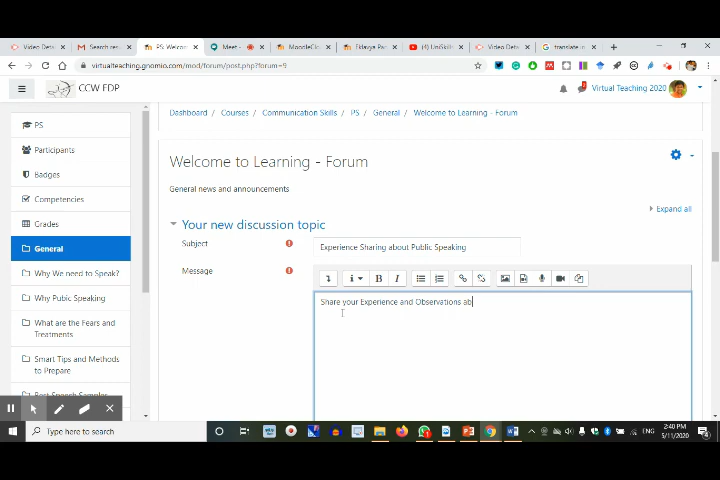 Video Det
Search res
PS: Welcom
Meet -
MoodleClo
Eklavya Par
(4) UniSkill
Video Det
translate in
virtualteaching.gnomio.com/mod/forum/post.php?forum=9
CCW FDP
Virtual Teaching 2020
Dashboard / Courses / Communication Skills / PS / General / Welcome to Learning - Forum
PS
Participants
Badges
Competencies
Grades
General
Why We need to Speak?
Why Pubic Speaking
What are the Fears and
Treatments
Smart Tips and Methods
to Prepare
Welcome to Learning - Forum
General news and announcements
Expand all
Your new discussion topic
Subject
Experience Sharing about Public Speaking
Message
Share your Experience and Observations ab
Type here to search
ENG
2:40 PM
5/11/2020